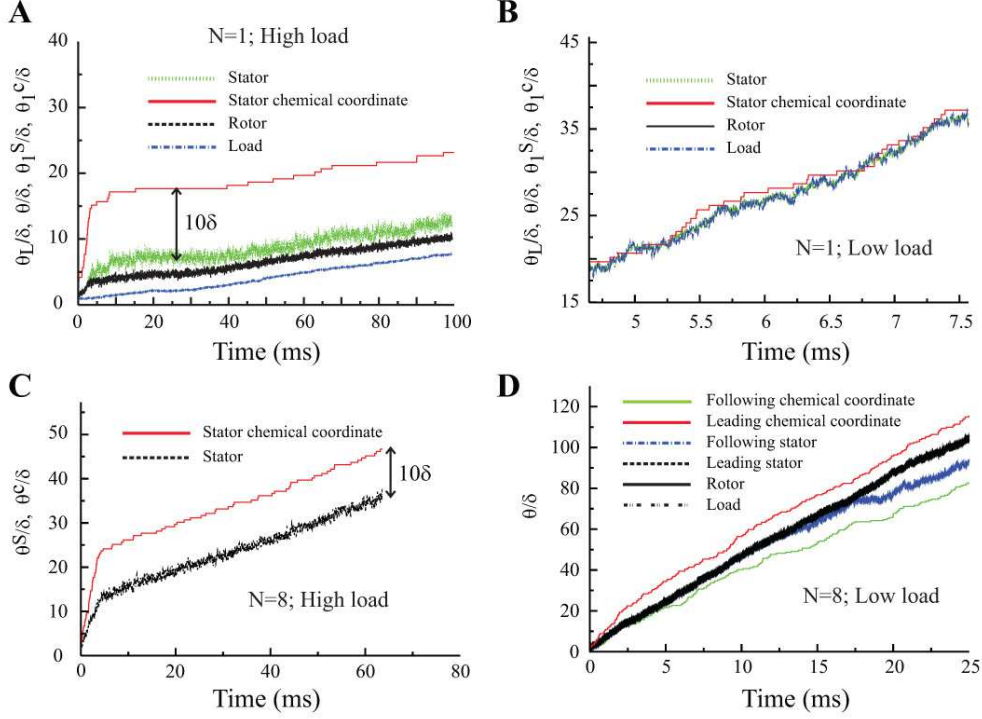 A
N=1; High load
40
30
20
10
0
θL/δ, θ/δ, θ1S/δ, θ1C/δ
Stator
Stator chemical coordinate
Rotor
Load
10δ
0 20 40 60 80 100
Time (ms)
B
45
35
25
15
θL/δ, θ/δ, θ1S/δ, θ1C/δ
Stator
Stator chemical coordinate
Rotor
Load
N=1; Low load
5 5.5 6 6.5 7 7.5
Time (ms)
C
50
40
30
20
10
0
θS/δ, θC/δ
Stator chemical coordinate
Stator
10δ
N=8; High load
0 20 40 60 80
Time (ms)
D
120
100
80
60
40
20
0
θ/δ
Following chemical coordinate
Leading chemical coordinate
Following stator
Leading stator
Rotor
Load
N=8; Low load
0 5 10 15 20 25
Time (ms)